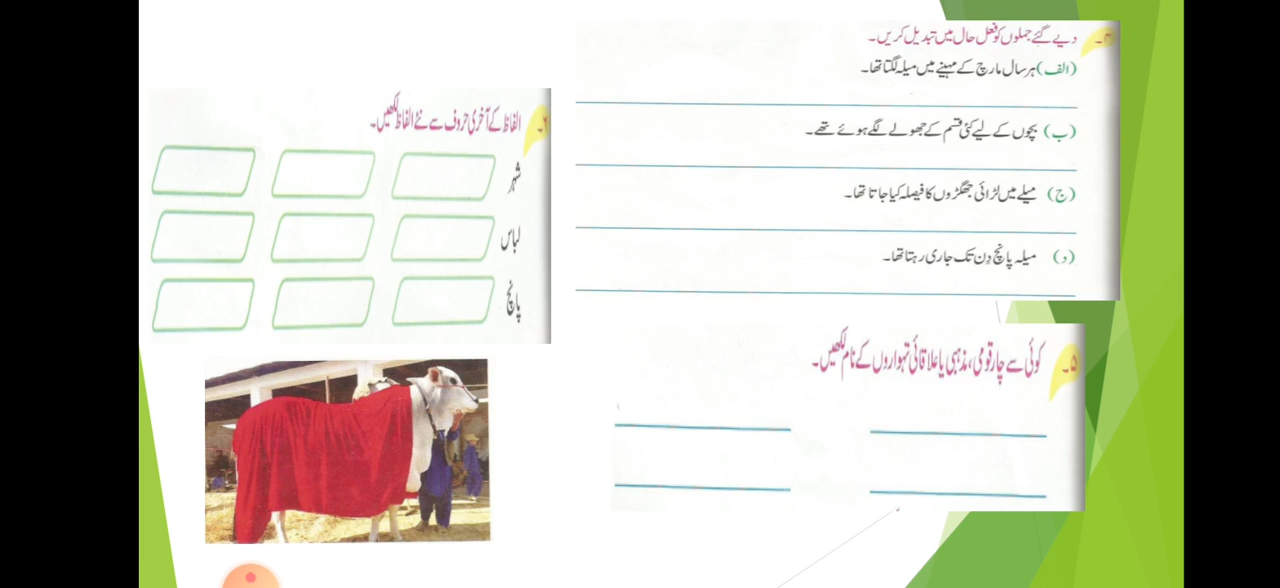 ۴۔ دیے گئے جملوں کو فعل حال میں تبدیل کریں۔
(الف) ہر سال مارچ کے مہینے میں میلہ لگتا تھا۔
(ب) بچوں کے لیے کئی قسم کے جھولے لگے ہوئے تھے۔
(ج) میلے میں لڑائی جھگڑوں کا فیصلہ کیا جاتا تھا۔
(د) میلہ پانچ دِن تک جاری رہتا تھا۔
۵۔ کوئی سے چار قومی، مذہبی یا علاقائی تہواروں کے نام لکھیں۔
۶۔ الفاظ کے آخری حروف سے نئے الفاظ لکھیں۔
شہر
لباس
پانچ